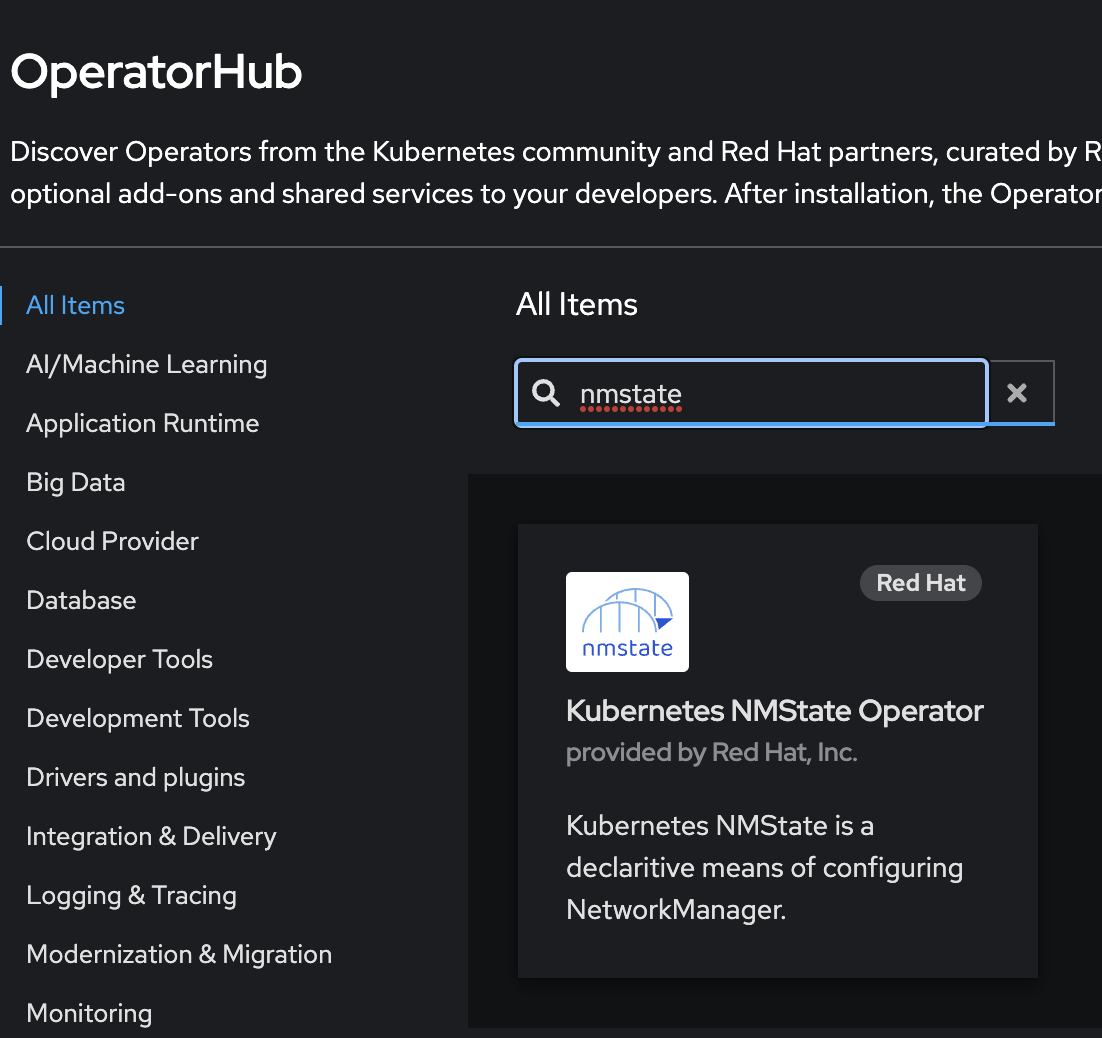 OperatorHub
Discover Operators from the Kubernetes community and Red Hat partners, curated by R
optional add-ons and shared services to your developers. After installation, the Operator
All Items
AI/Machine Learning
Application Runtime
Big Data
Cloud Provider
Database
Developer Tools
Development Tools
Drivers and plugins
Integration & Delivery
Logging & Tracing
Modernization & Migration
Monitoring
All Items
nmstate
Red Hat
nmstate
Kubernetes NMState Operator
provided by Red Hat, Inc.
Kubernetes NMState is a
declaritive means of configuring
NetworkManager.